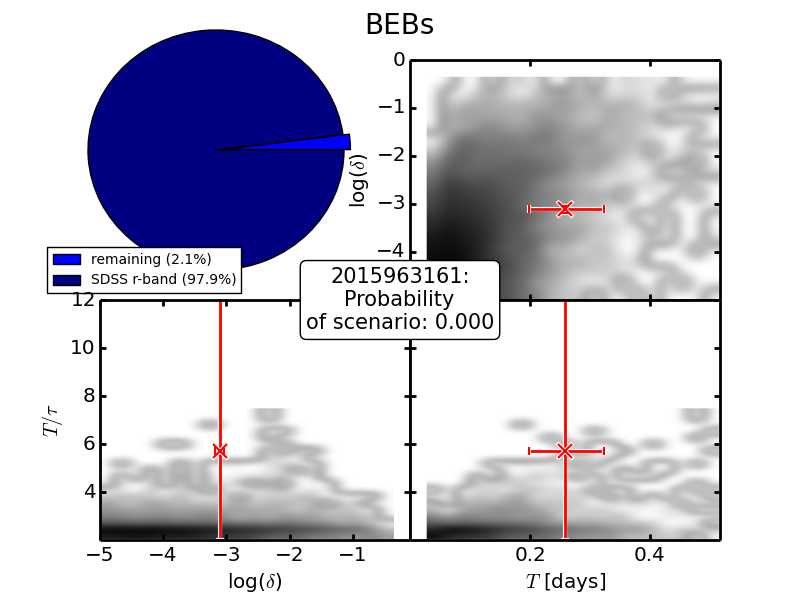 BEBs
remaining (2.1%)
SDSS r-band (97.9%)
log(δ)
0
−1
−2
−3
−4
2015963161:
Probability
of scenario: 0.000
T/τ
12
10
8
6
4
−5 −4 −3 −2 −1
log(δ)
0.2 0.4
T [days]